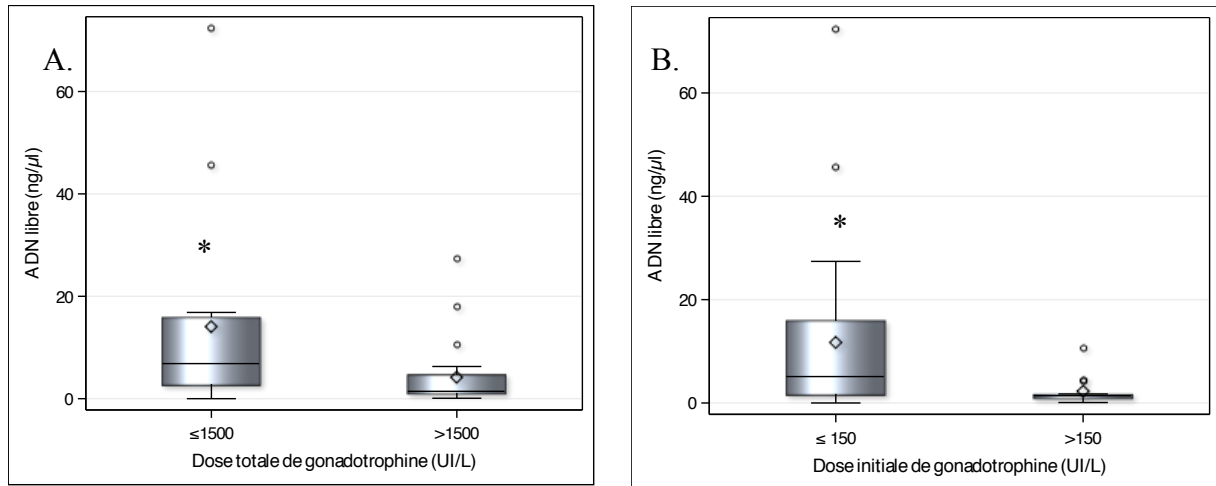 A.
ADN libre (ng/µl)
60
40
20
0
*
≤1500
>1500
Dose totale de gonadotrophine (UI/L)
B.
ADN libre (ng/µl)
60
40
20
0
*
≤ 150
>150
Dose initiale de gonadotrophine (UI/L)